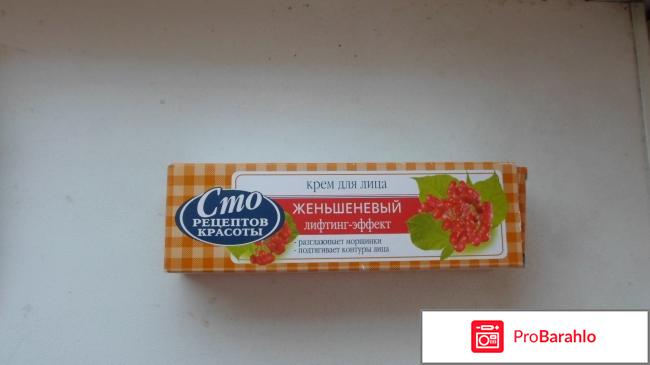 Сто
РЕЦЕПТОВ
КРАСОТЫ
крем для лица
ЖЕНЬШЕНЕВЫЙ
лифтинг-эффект
- разглаживает морщинки
- подтягивает контуры лица
ProBarahlo